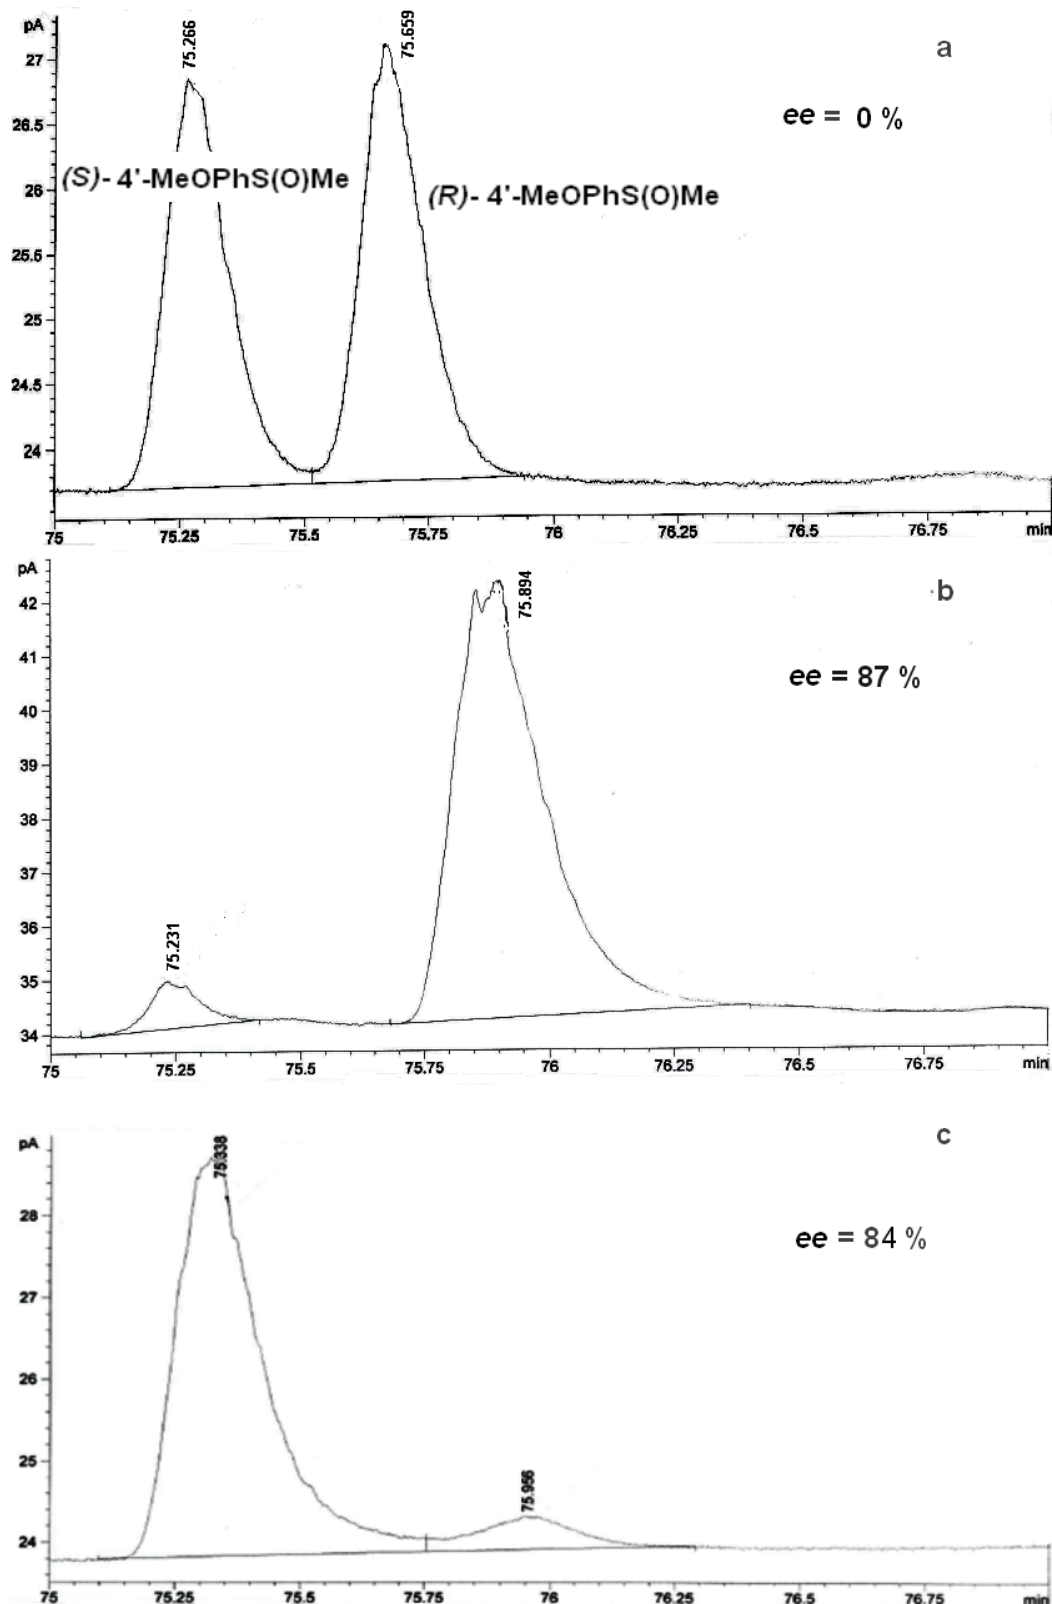 pA
75.266
75.659
a
27
ee = 0 %
26.5
(S)- 4'-MeOPhS(O)Me
26
(R)- 4'-MeOPhS(O)Me
25.5
25
24.5
24
75 75.25 75.5 75.75 76 76.25 76.5 76.75 min
pA
75.894
b
42
41
ee = 87 %
40
39
38
37
36
75.231
35
34
75 75.25 75.5 75.75 76 76.25 76.5 76.75 min
pA
75.338
c
28
ee = 84 %
27
26
25
75.956
24
75 75.25 75.5 75.75 76 76.25 76.5 76.75 min